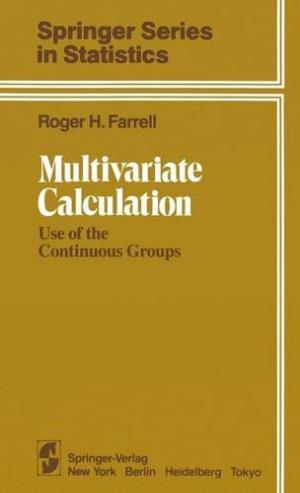 Springer Series
in Statistics
Roger H. Farrell
Multivariate
Calculation
Use of the
Continuous Groups
Springer-Verlag
New York Berlin Heidelberg Tokyo